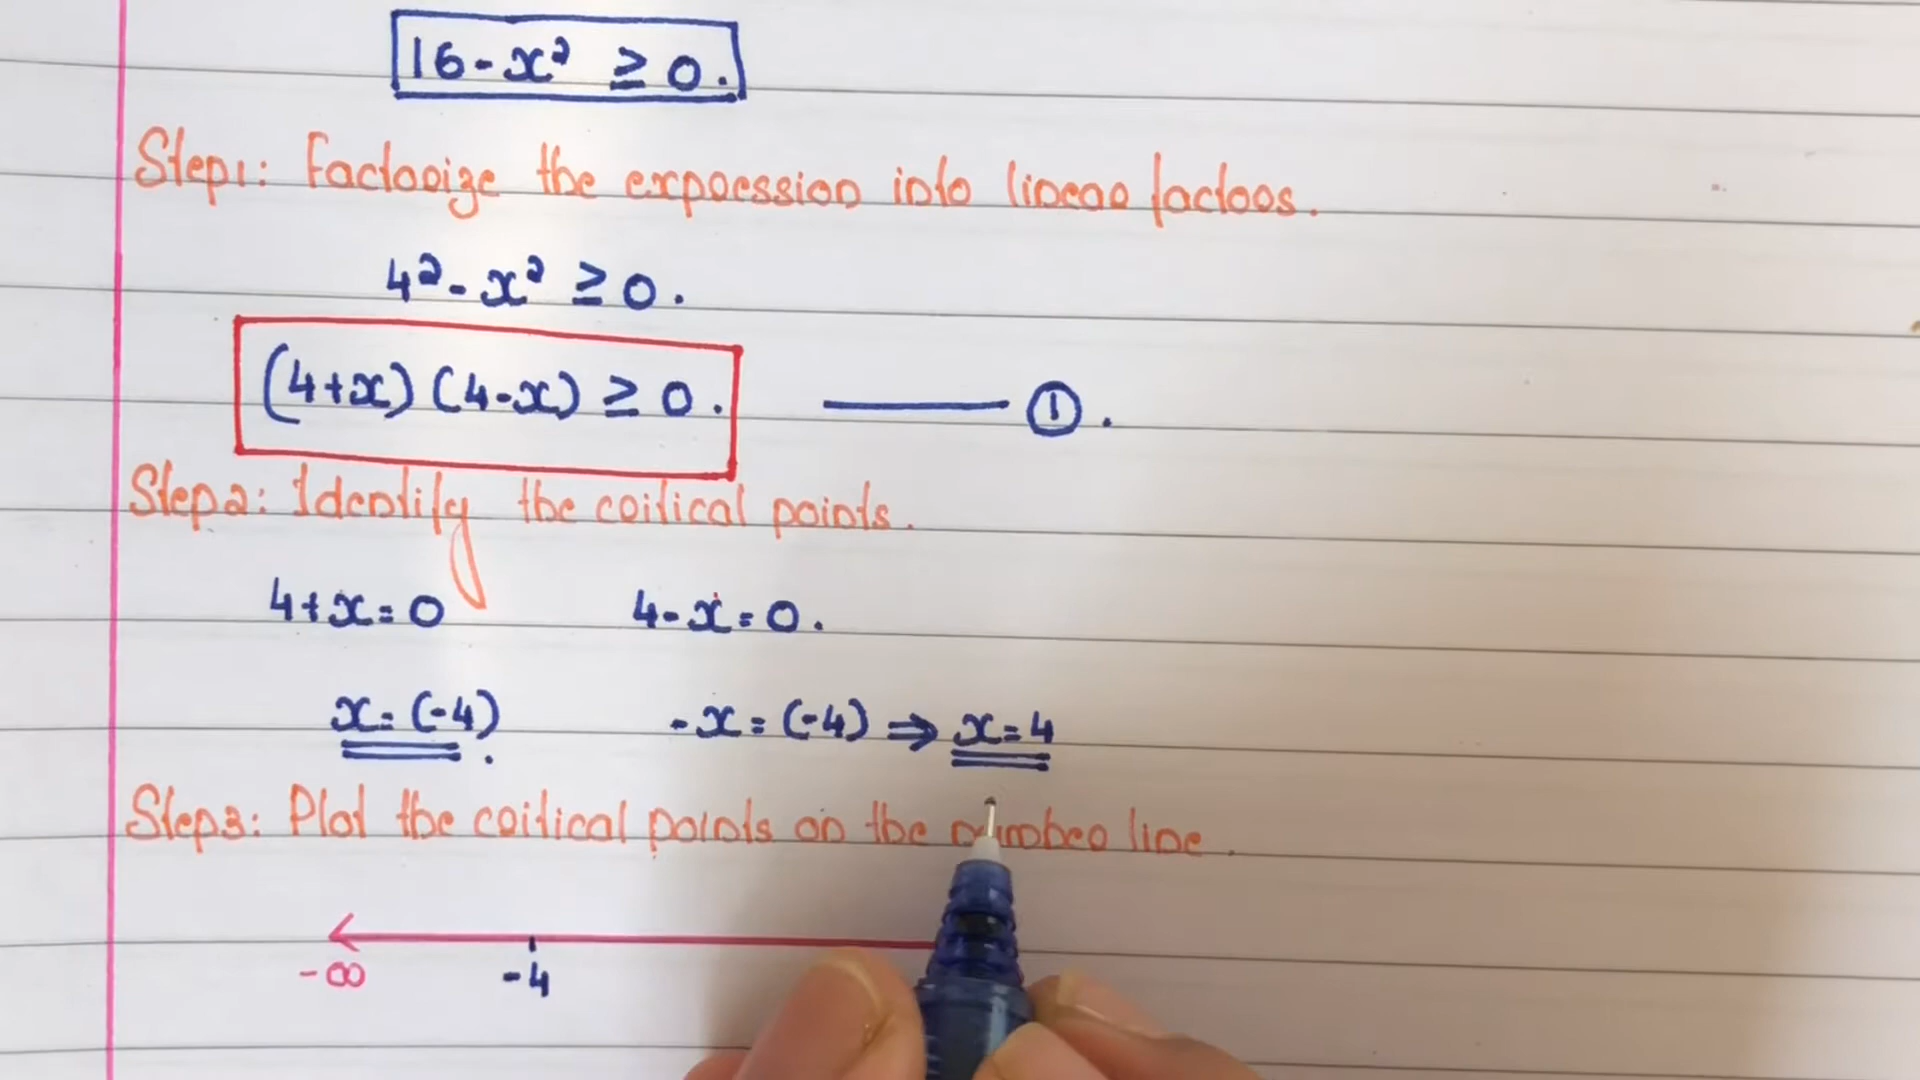 16-x² ≥ 0.
Step1: Factorize the expression into linear factors.
4²-x² ≥ 0.
(4+x)(4-x) ≥ 0. ——— ①.
Step2: Identify the critical points.
4+x=0 4-x=0.
x=(-4). -x=(-4) ⇒ x=4
Step3: Plot the critical points on the number line.
-∞ -4